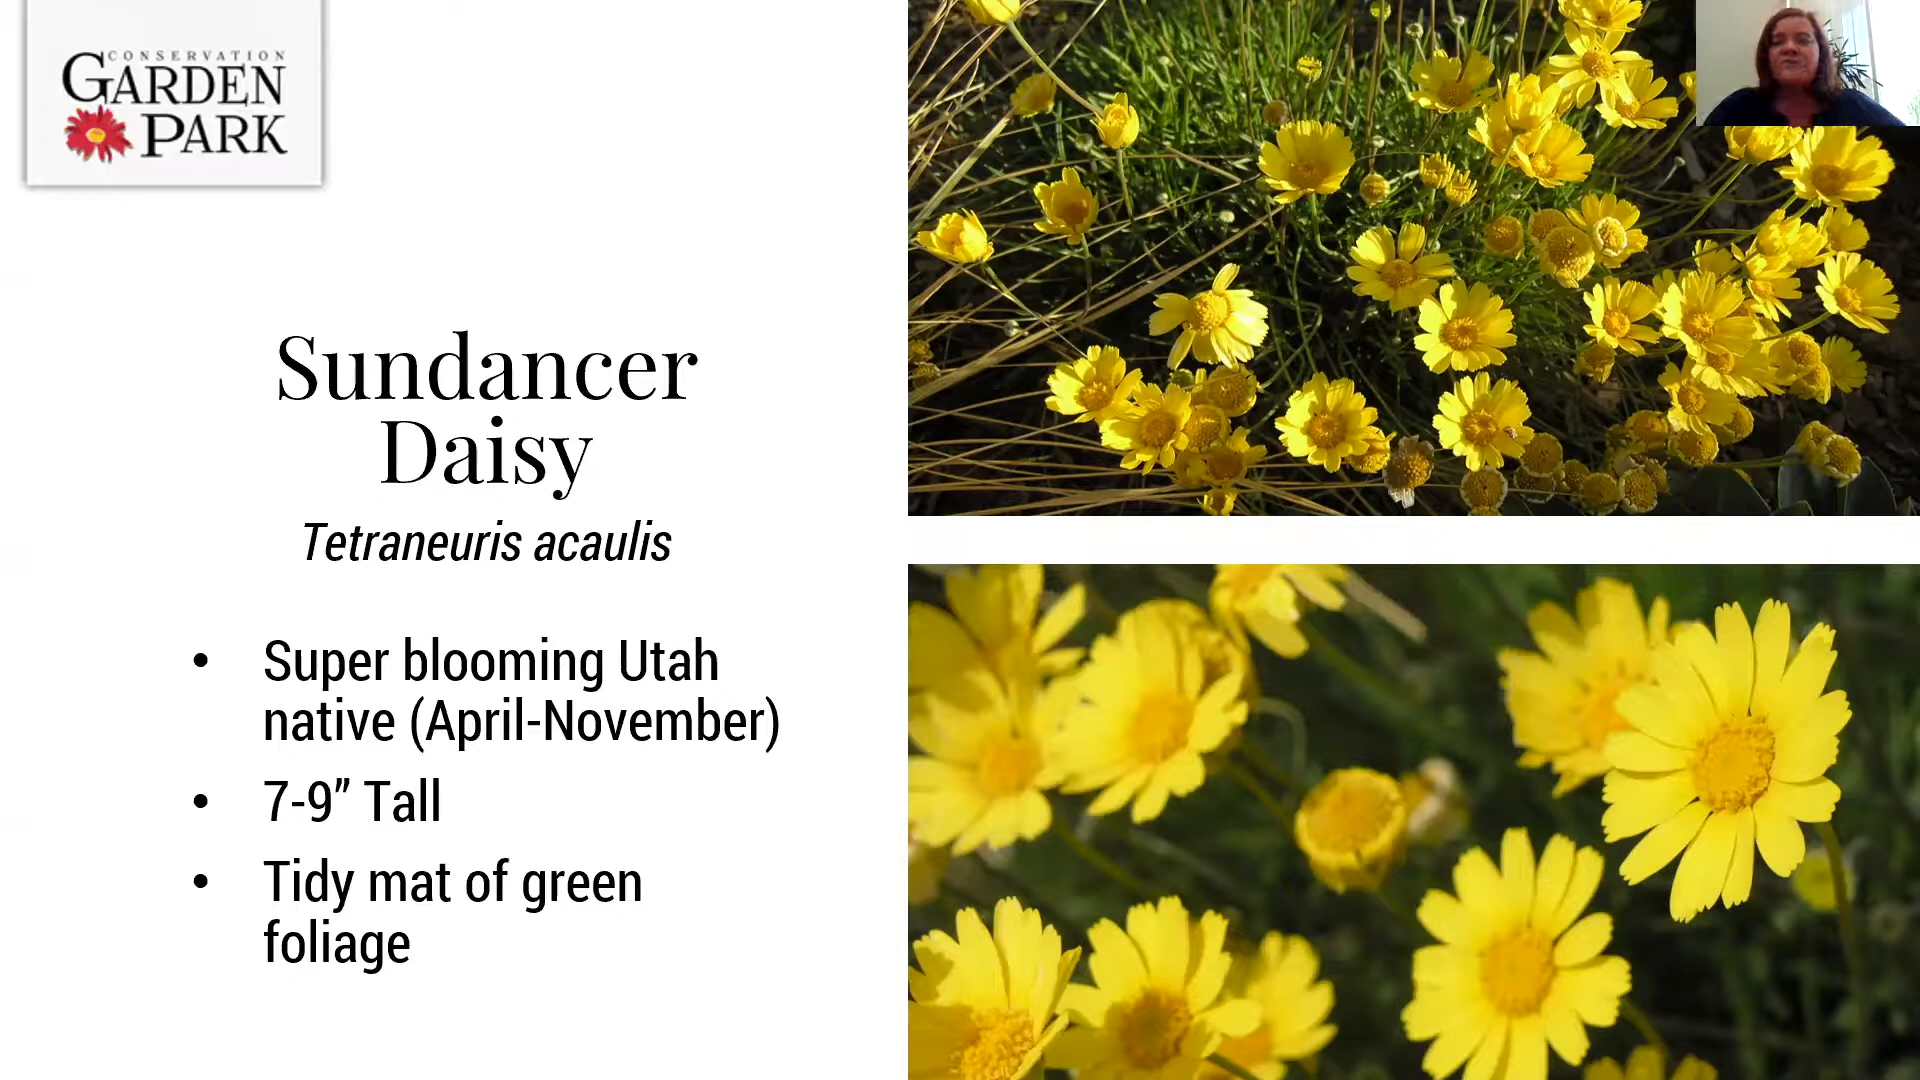 CONSERVATION
GARDEN
PARK
Sundancer
Daisy
Tetraneuris acaulis
• Super blooming Utah
native (April-November)
• 7-9” Tall
• Tidy mat of green
foliage